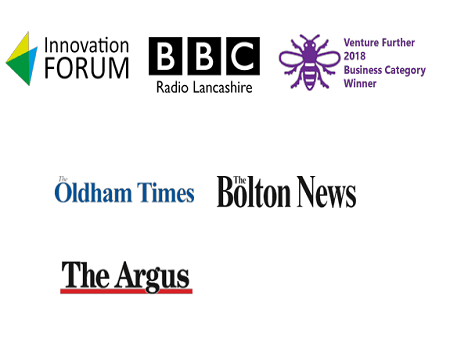 Innovation
FORUM
BBC
Radio Lancashire
Venture Further
2018
Business Category
Winner
The
Oldham Times
The
Bolton News
The Argus